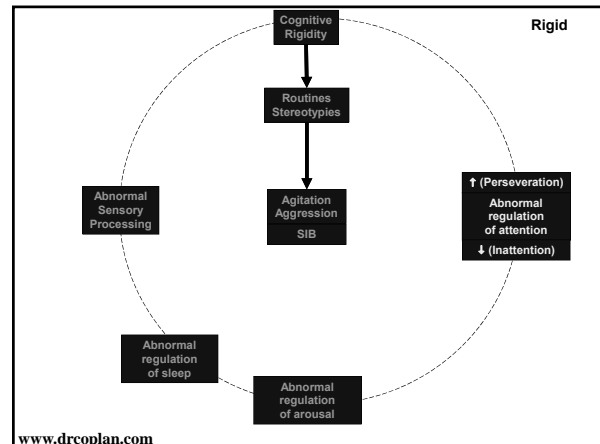 Cognitive
Rigidity
Rigid
Routines
Stereotypies
↑ (Perseveration)
Abnormal
regulation
of attention
↓ (Inattention)
Abnormal
Sensory
Processing
Agitation
Aggression
SIB
Abnormal
regulation
of sleep
Abnormal
regulation
of arousal
www.drcoplan.com